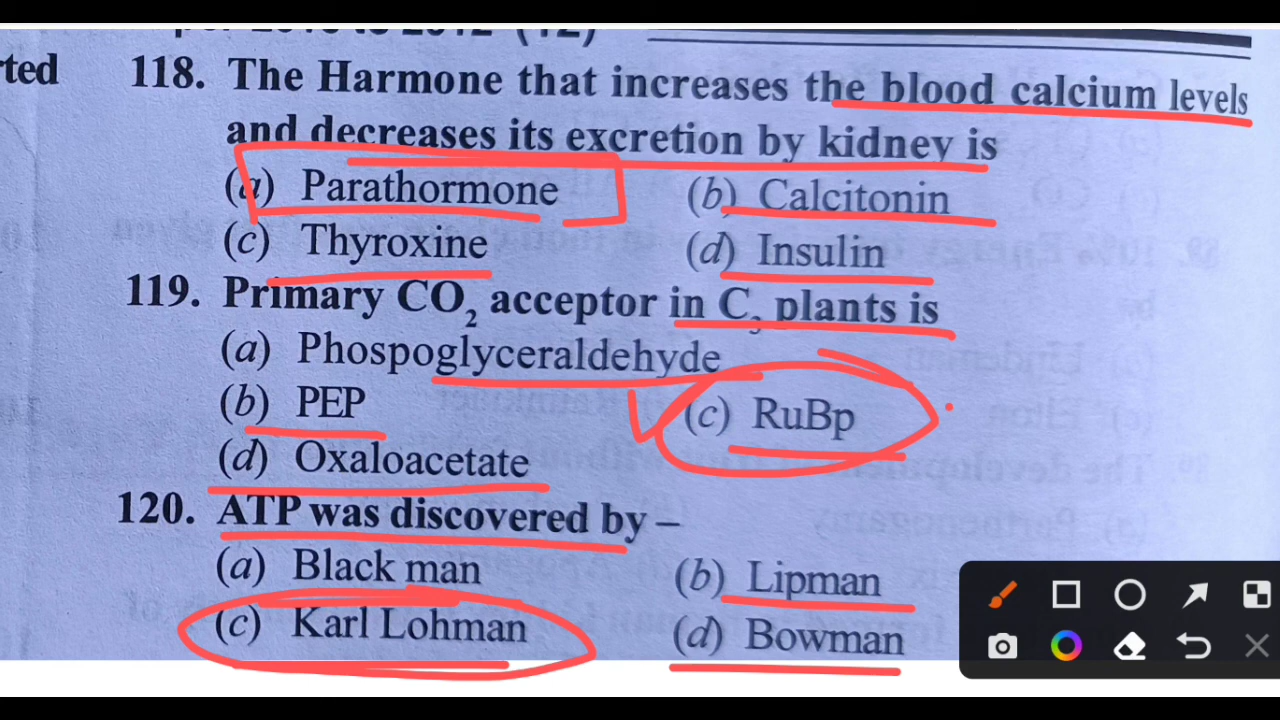 rted
118. The Harmone that increases the blood calcium levels
and decreases its excretion by kidney is
(a) Parathormone (b) Calcitonin
(c) Thyroxine (d) Insulin
119. Primary CO₂ acceptor in C₃ plants is
(a) Phospoglyceraldehyde
(b) PEP (c) RuBp
(d) Oxaloacetate
120. ATP was discovered by –
(a) Black man (b) Lipman
(c) Karl Lohman (d) Bowman